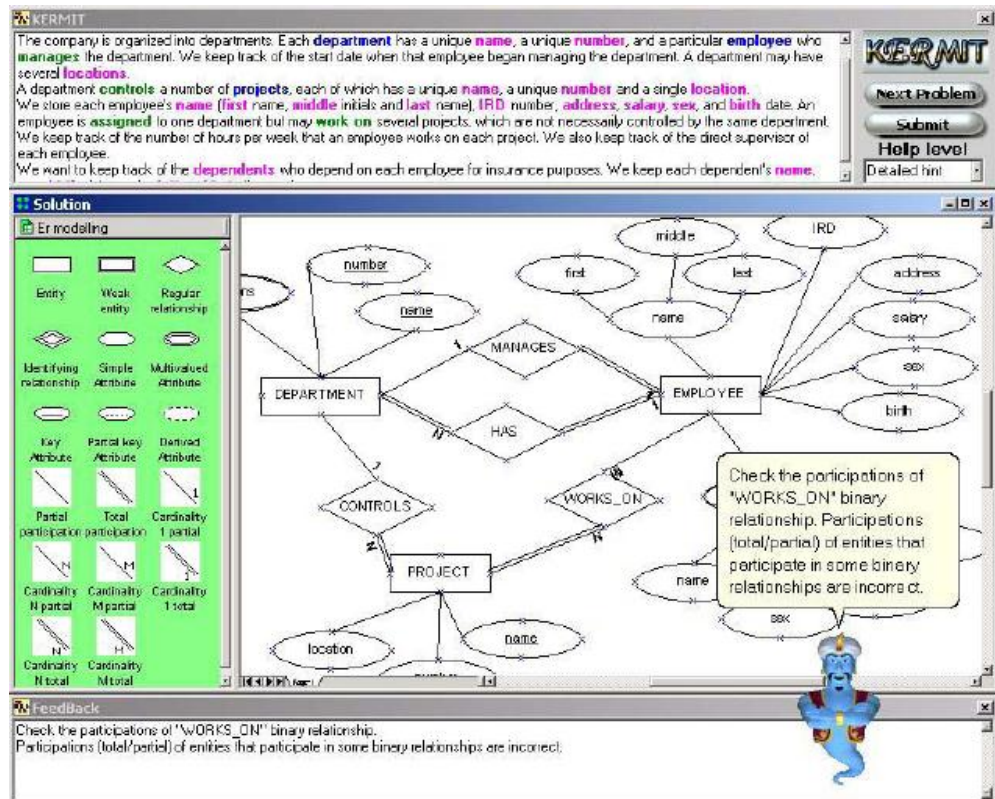 KERMIT
The company is organized into departments. Each department has a unique name, a unique number, and a particular employee who
manages the department. We keep track of the start date when that employee began managing the department. A department may have
several locations.
A department controls a number of projects, each of which has a unique name, a unique number and a single location.
We store each employee's name (first name, middle initials and last name), IRD number, address, salary, sex, and birth date. An
employee is assigned to one department but may work on several projects, which are not necessarily controlled by the same department.
We keep track of the number of hours per week that an employee works on each project. We also keep track of the direct supervisor of
each employee.
We want to keep track of the dependents who depend on each employee for insurance purposes. We keep each dependent's name,
KERMIT
Next Problem
Submit
Help level
Detailed hint
Solution
Er modelling
Entity
Weak
entity
Regular
relationship
Identifying
relationship
Simple
Attribute
Multivalued
Attribute
Key
Attribute
Partial key
Attribute
Derived
Attribute
Partial
participation
Total
participation
1
Cardinality
1 partial
N
Cardinality
N partial
M
Cardinality
M partial
1
Cardinality
1 total
N
Cardinality
N total
M
Cardinality
M total
number
name
middle
IRD
first
last
address
name
salary
MANAGES
1
sex
DEPARTMENT
EMPLOYEE
birth
N
HAS
1
CONTROLS
WORKS_ON
N
PROJECT
name
sex
location
name
Check the participations of
"WORKS_ON" binary
relationship. Participations
(total/partial) of entities that
participate in some binary
relationships are incorrect.
FeedBack
Check the participations of "WORKS_ON" binary relationship.
Participations (total/partial) of entities that participate in some binary relationships are incorrect.